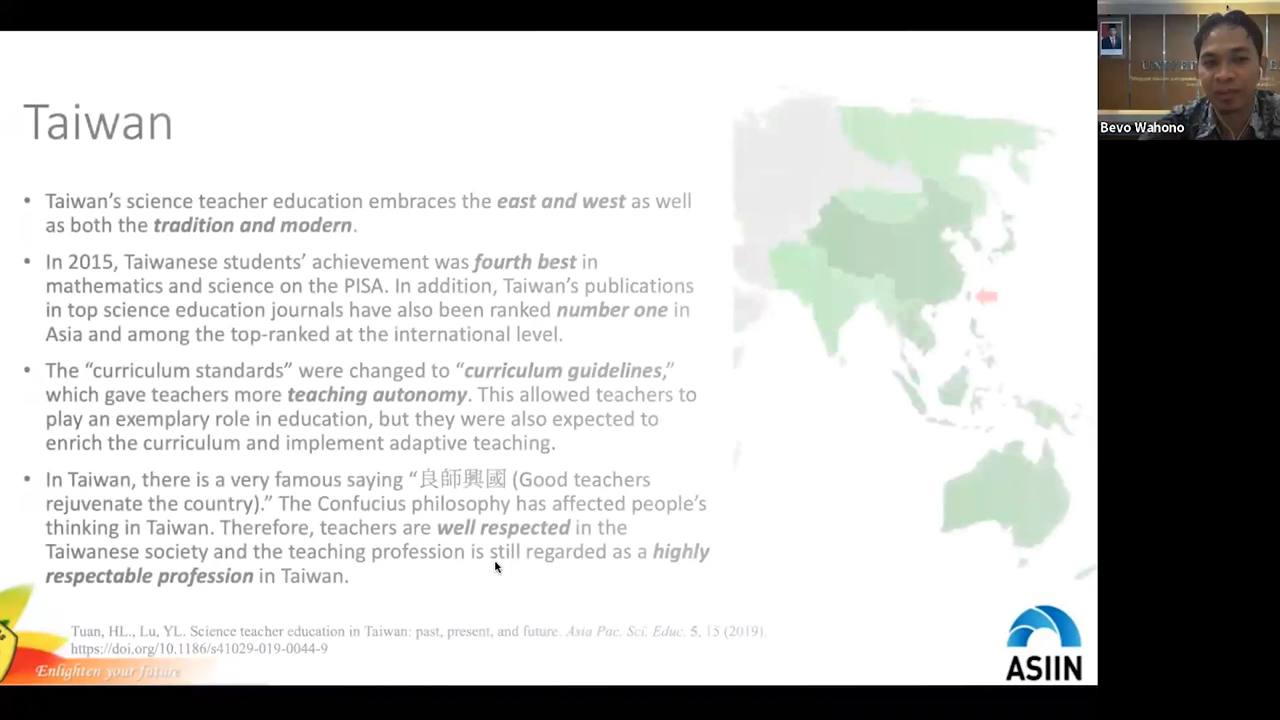 Taiwan
• Taiwan’s science teacher education embraces the east and west as well
as both the tradition and modern.
• In 2015, Taiwanese students’ achievement was fourth best in
mathematics and science on the PISA. In addition, Taiwan’s publications
in top science education journals have also been ranked number one in
Asia and among the top-ranked at the international level.
• The “curriculum standards” were changed to “curriculum guidelines,”
which gave teachers more teaching autonomy. This allowed teachers to
play an exemplary role in education, but they were also expected to
enrich the curriculum and implement adaptive teaching.
• In Taiwan, there is a very famous saying “良師興國 (Good teachers
rejuvenate the country).” The Confucius philosophy has affected people’s
thinking in Taiwan. Therefore, teachers are well respected in the
Taiwanese society and the teaching profession is still regarded as a highly
respectable profession in Taiwan.
Tuan, HL., Lu, YL. Science teacher education in Taiwan: past, present, and future. Asia Pac. Sci. Educ. 5, 15 (2019).
https://doi.org/10.1186/s41029-019-0044-9
Enlighten your future
ASIIN
Bevo Wahono